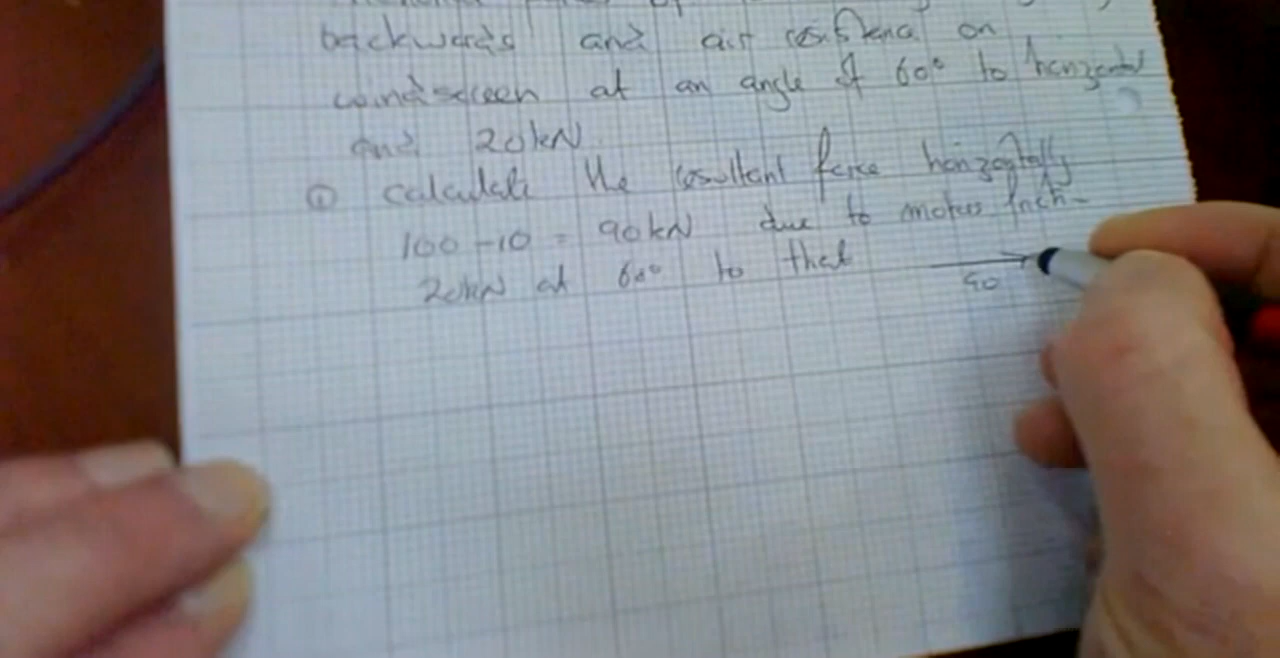 backwards and air resistance on
windscreen at an angle of 60° to horizontal
and 20kN
① calculate the resultant force horizontally
100 - 10 = 90kN due to motor, frict-
20kN at 60° to that
90